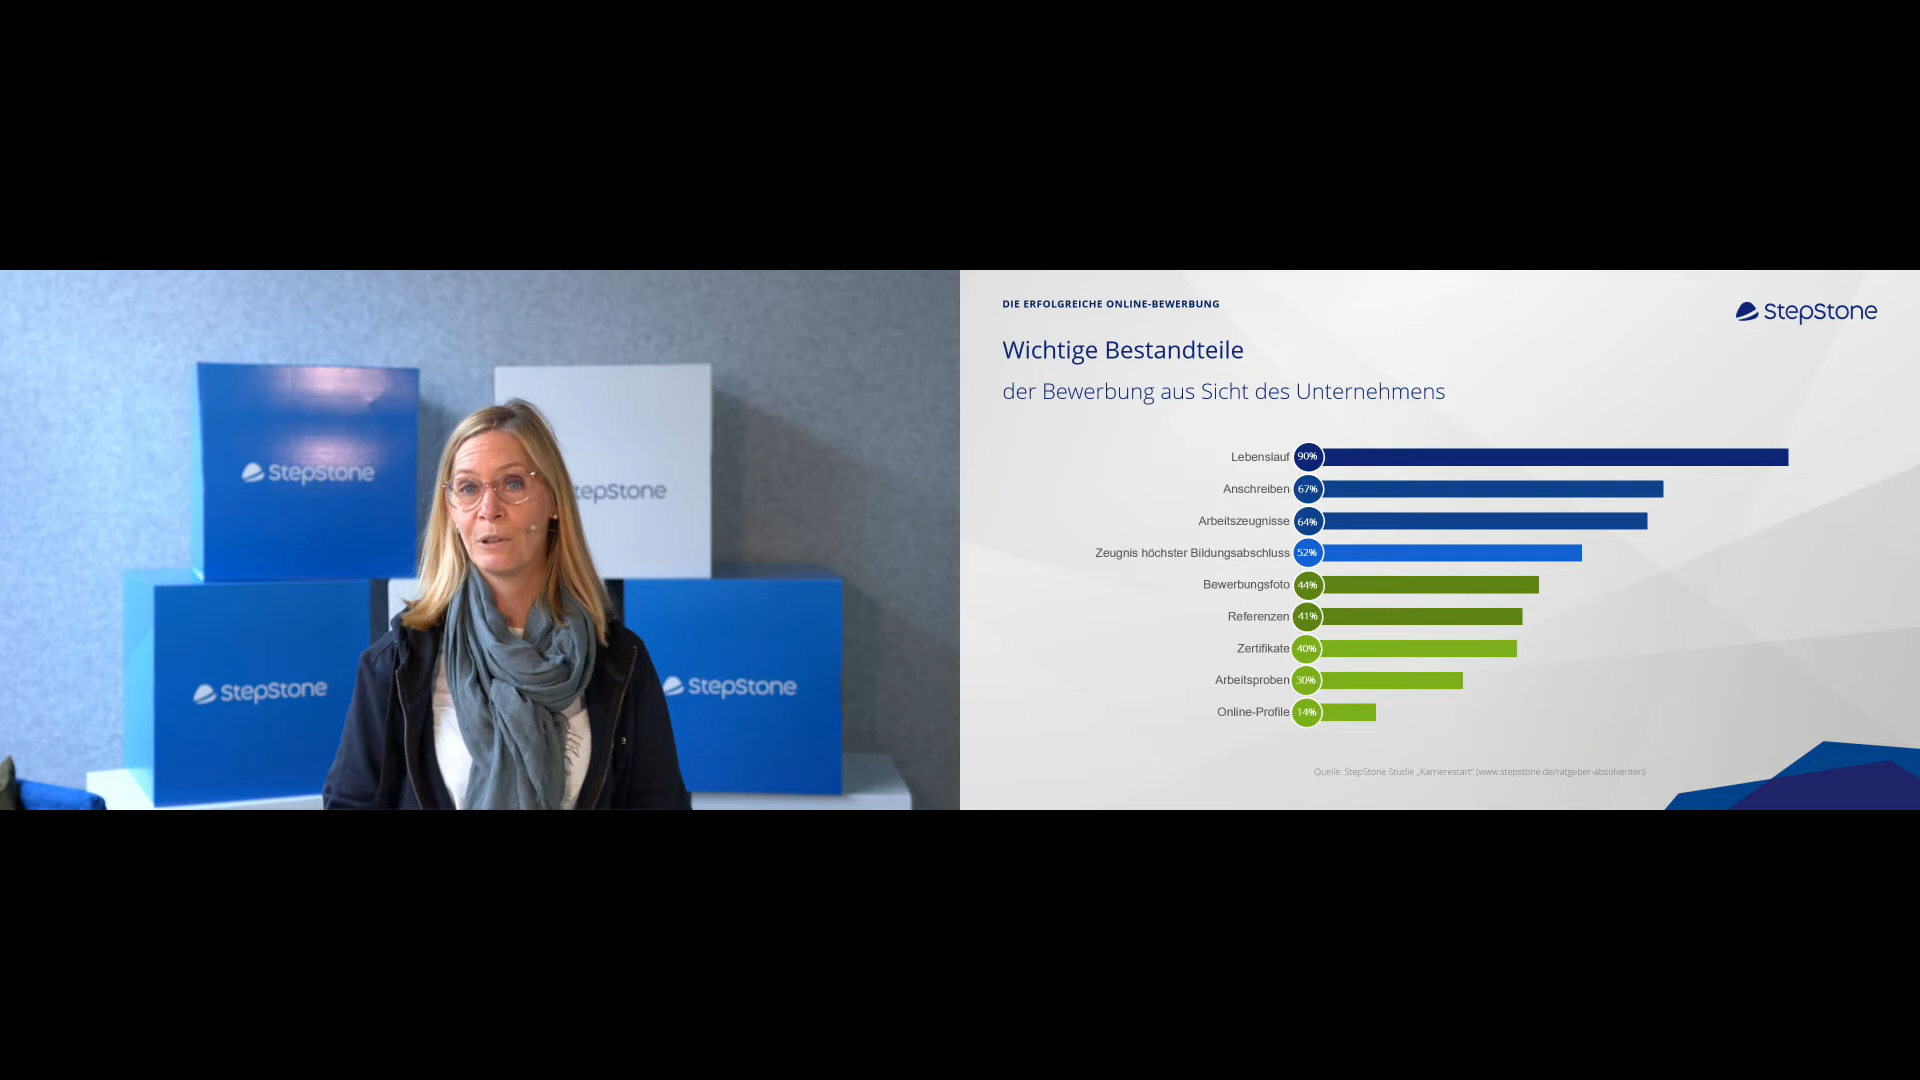 StepStone
tepStone
StepStone
StepStone
DIE ERFOLGREICHE ONLINE-BEWERBUNG
StepStone
Wichtige Bestandteile
der Bewerbung aus Sicht des Unternehmens
Lebenslauf 90%
Anschreiben 67%
Arbeitszeugnisse 64%
Zeugnis höchster Bildungsabschluss 52%
Bewerbungsfoto 44%
Referenzen 41%
Zertifikate 40%
Arbeitsproben 30%
Online-Profile 14%
Quelle: StepStone Studie „Karrierestart“ (www.stepstone.de/ratgeber-absolventen)